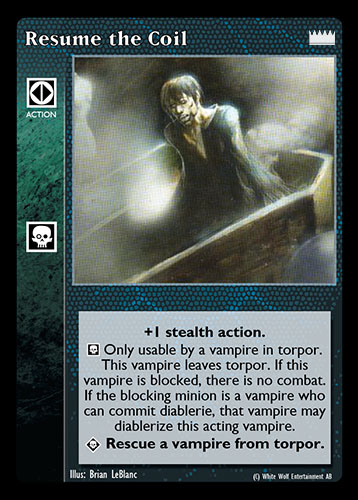 Resume the Coil
ACTION
+1 stealth action.
Only usable by a vampire in torpor.
This vampire leaves torpor. If this
vampire is blocked, there is no combat.
If the blocking minion is a vampire who
can commit diablerie, that vampire may
diablerize this acting vampire.
Rescue a vampire from torpor.
Illus: Brian LeBlanc
(C) White Wolf Entertainment AB